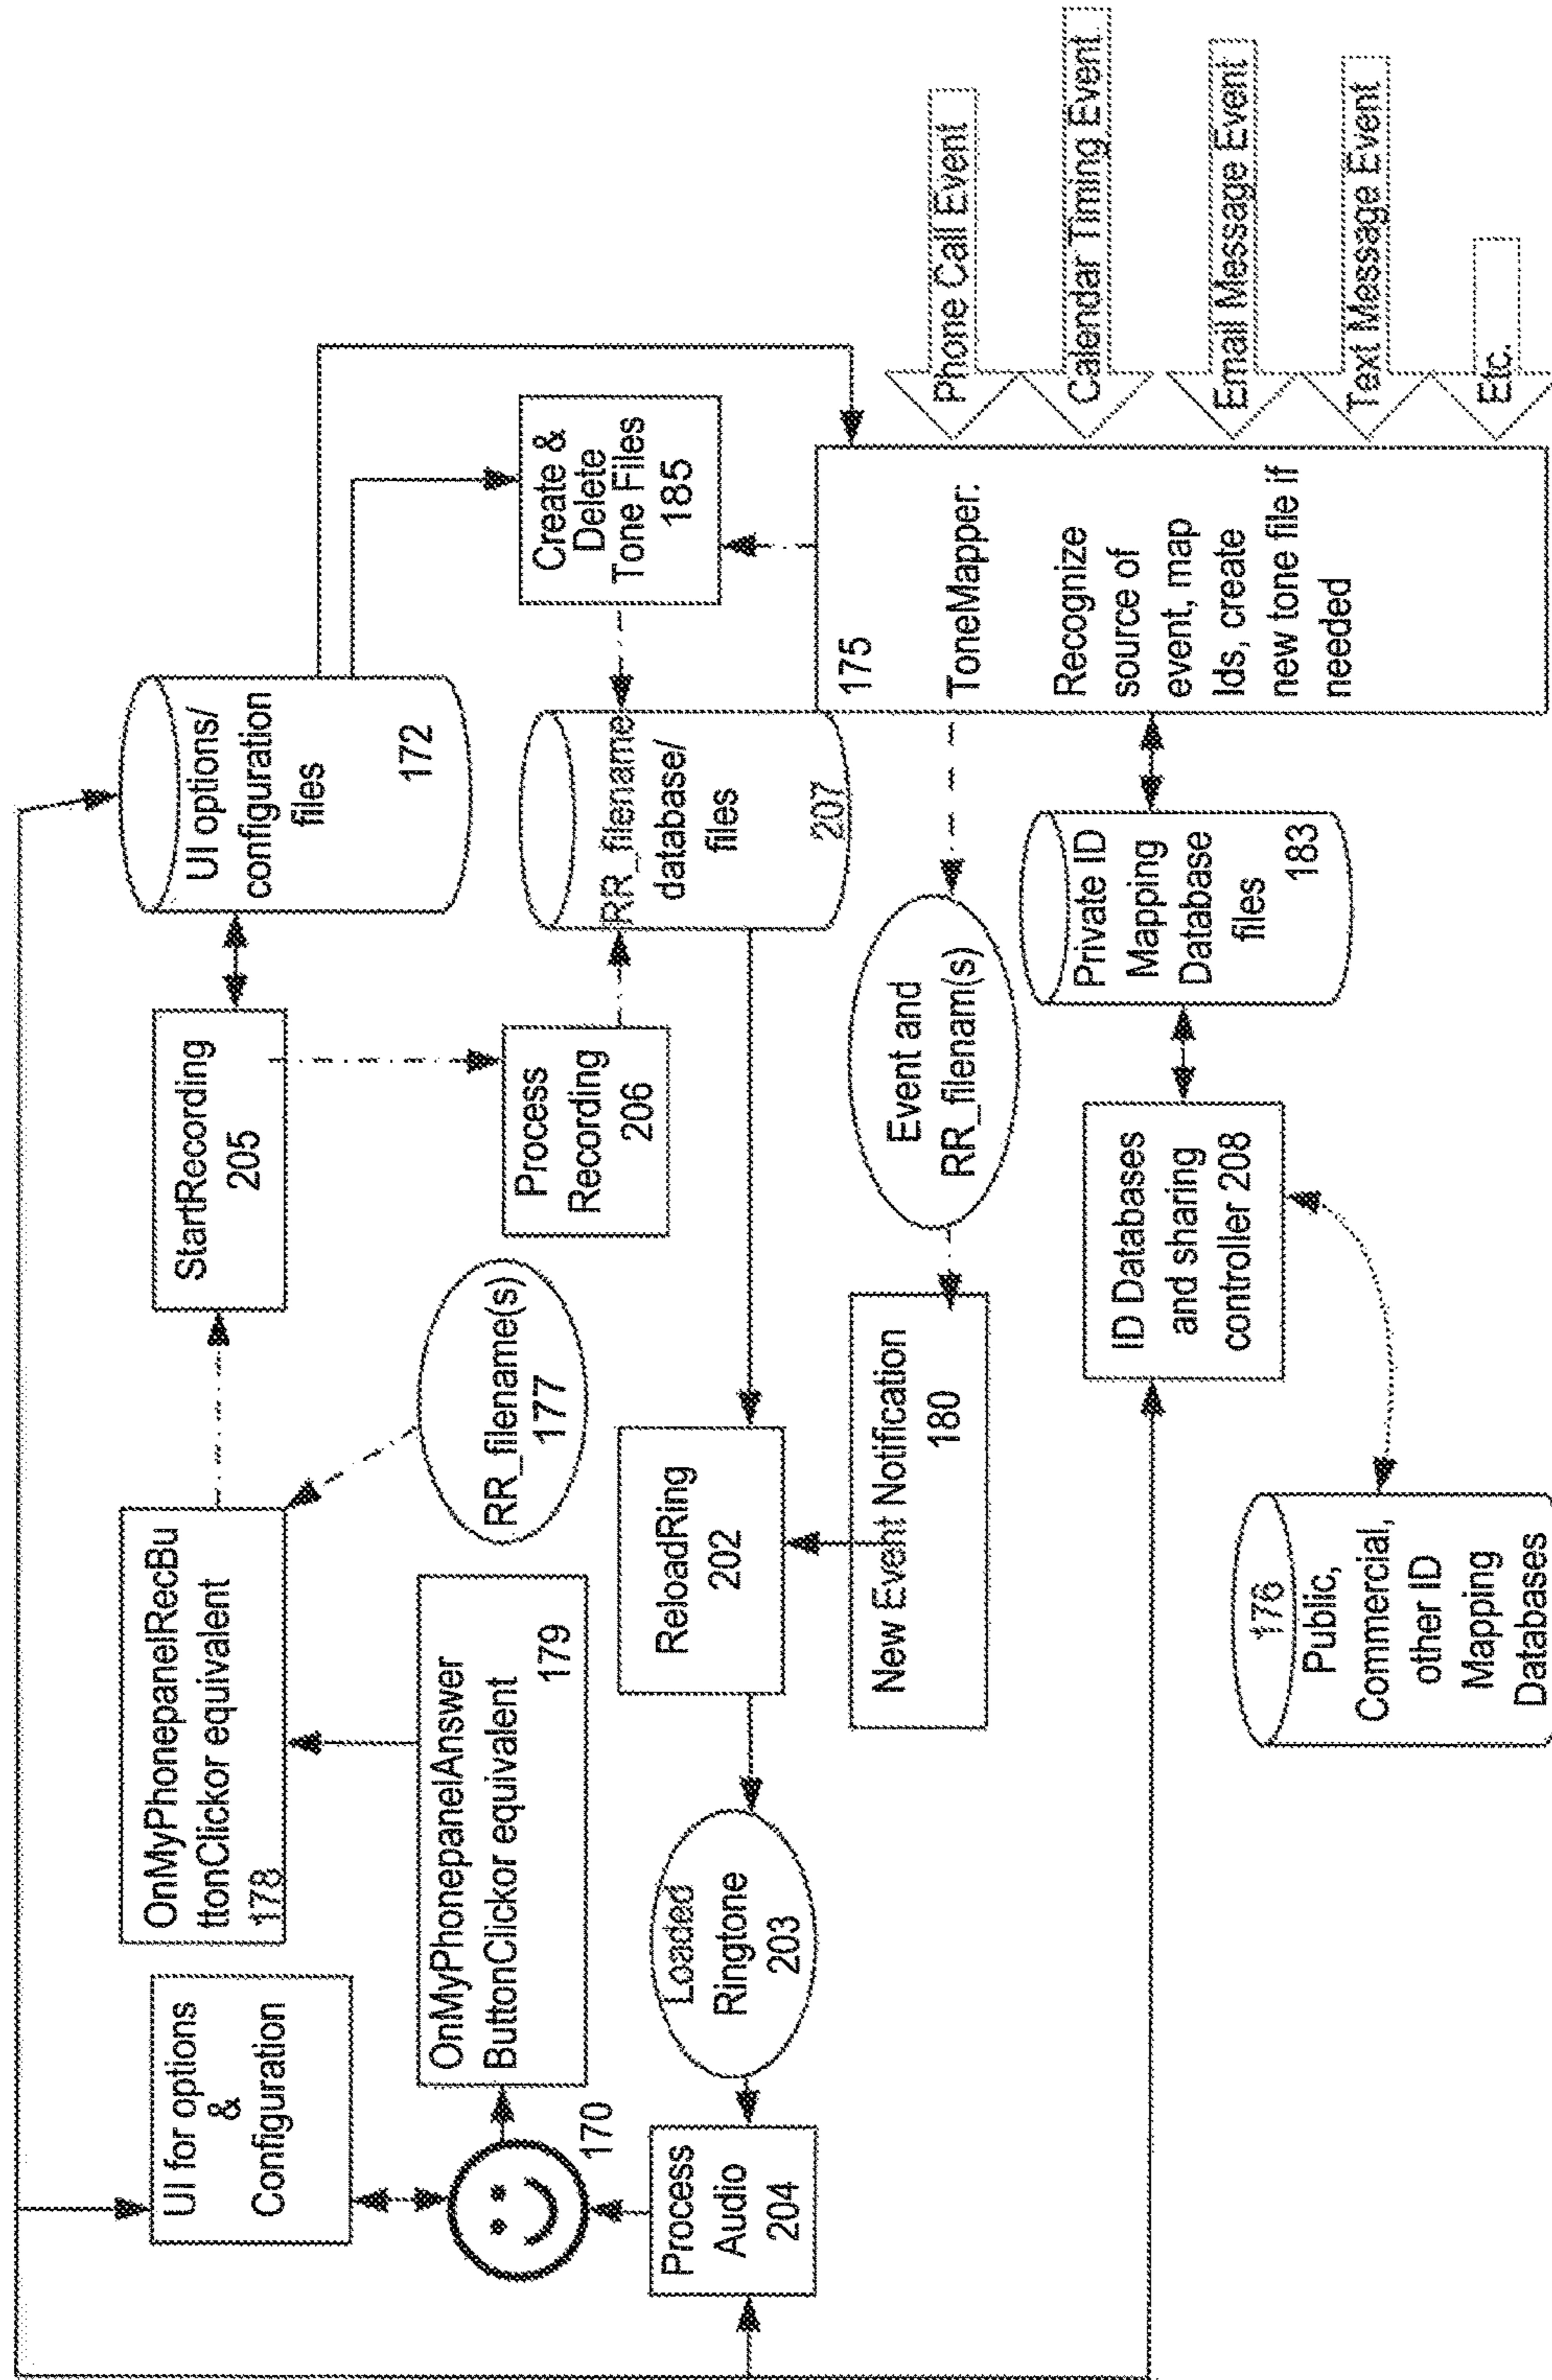 UI for options
&
Configuration
OnMyPhonepanelRecBu
ttonClickor equivalent
178
StartRecording
205
UI options/
configuration
files
172
170
OnMyPhonepanelAnswer
ButtonClickor equivalent
179
RR_filename(s)
177
Process
Recording
206
RR_filename
database/
files
207
Create &
Delete
Tone Files
185
Process
Audio
204
Loaded
Ringtone
203
ReloadRing
202
New Event Notification
180
Event and
RR_filenam(s)
175
ToneMapper:
Recognize
source of
event, map
Ids, create
new tone file if
needed
Phone Call Event
Calendar Timing Event
Email Message Event
Text Message Event
Etc.
ID Databases
and sharing
controller 208
Private ID
Mapping
Database
files
183
176
Public,
Commercial,
other ID
Mapping
Databases